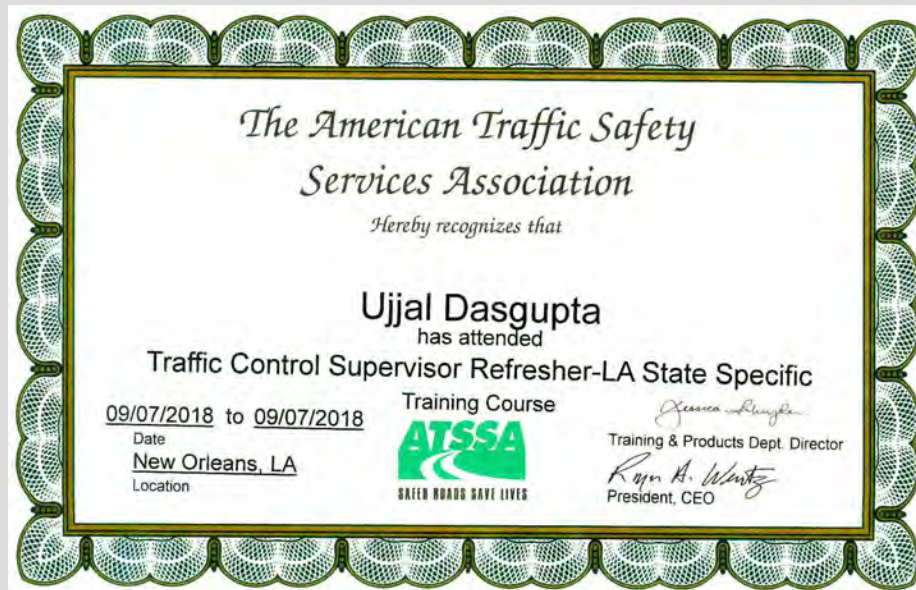 The American Traffic Safety
Services Association
Hereby recognizes that
Ujjal Dasgupta
has attended
Traffic Control Supervisor Refresher-LA State Specific
Training Course
09/07/2018 to 09/07/2018
Date
New Orleans, LA
Location
ATSSA
SAFER ROADS SAVE LIVES
Training & Products Dept. Director
President, CEO